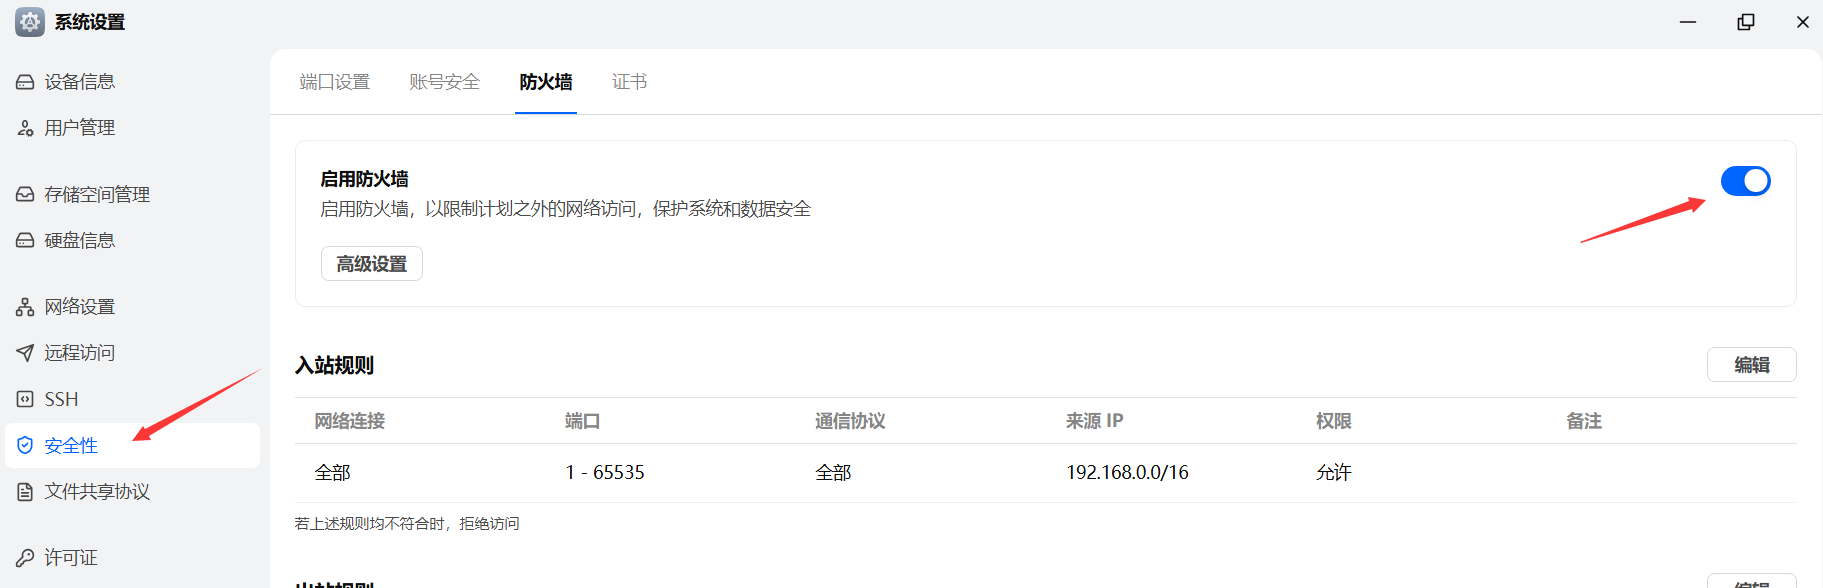 系统设置
设备信息
用户管理
存储空间管理
硬盘信息
网络设置
远程访问
SSH
安全性
文件共享协议
许可证
端口设置 账号安全 防火墙 证书
启用防火墙
启用防火墙，以限制计划之外的网络访问，保护系统和数据安全
高级设置
入站规则 编辑
网络连接 端口 通信协议 来源 IP 权限 备注
全部 1 - 65535 全部 192.168.0.0/16 允许
若上述规则均不符合时，拒绝访问
出站规则 编辑